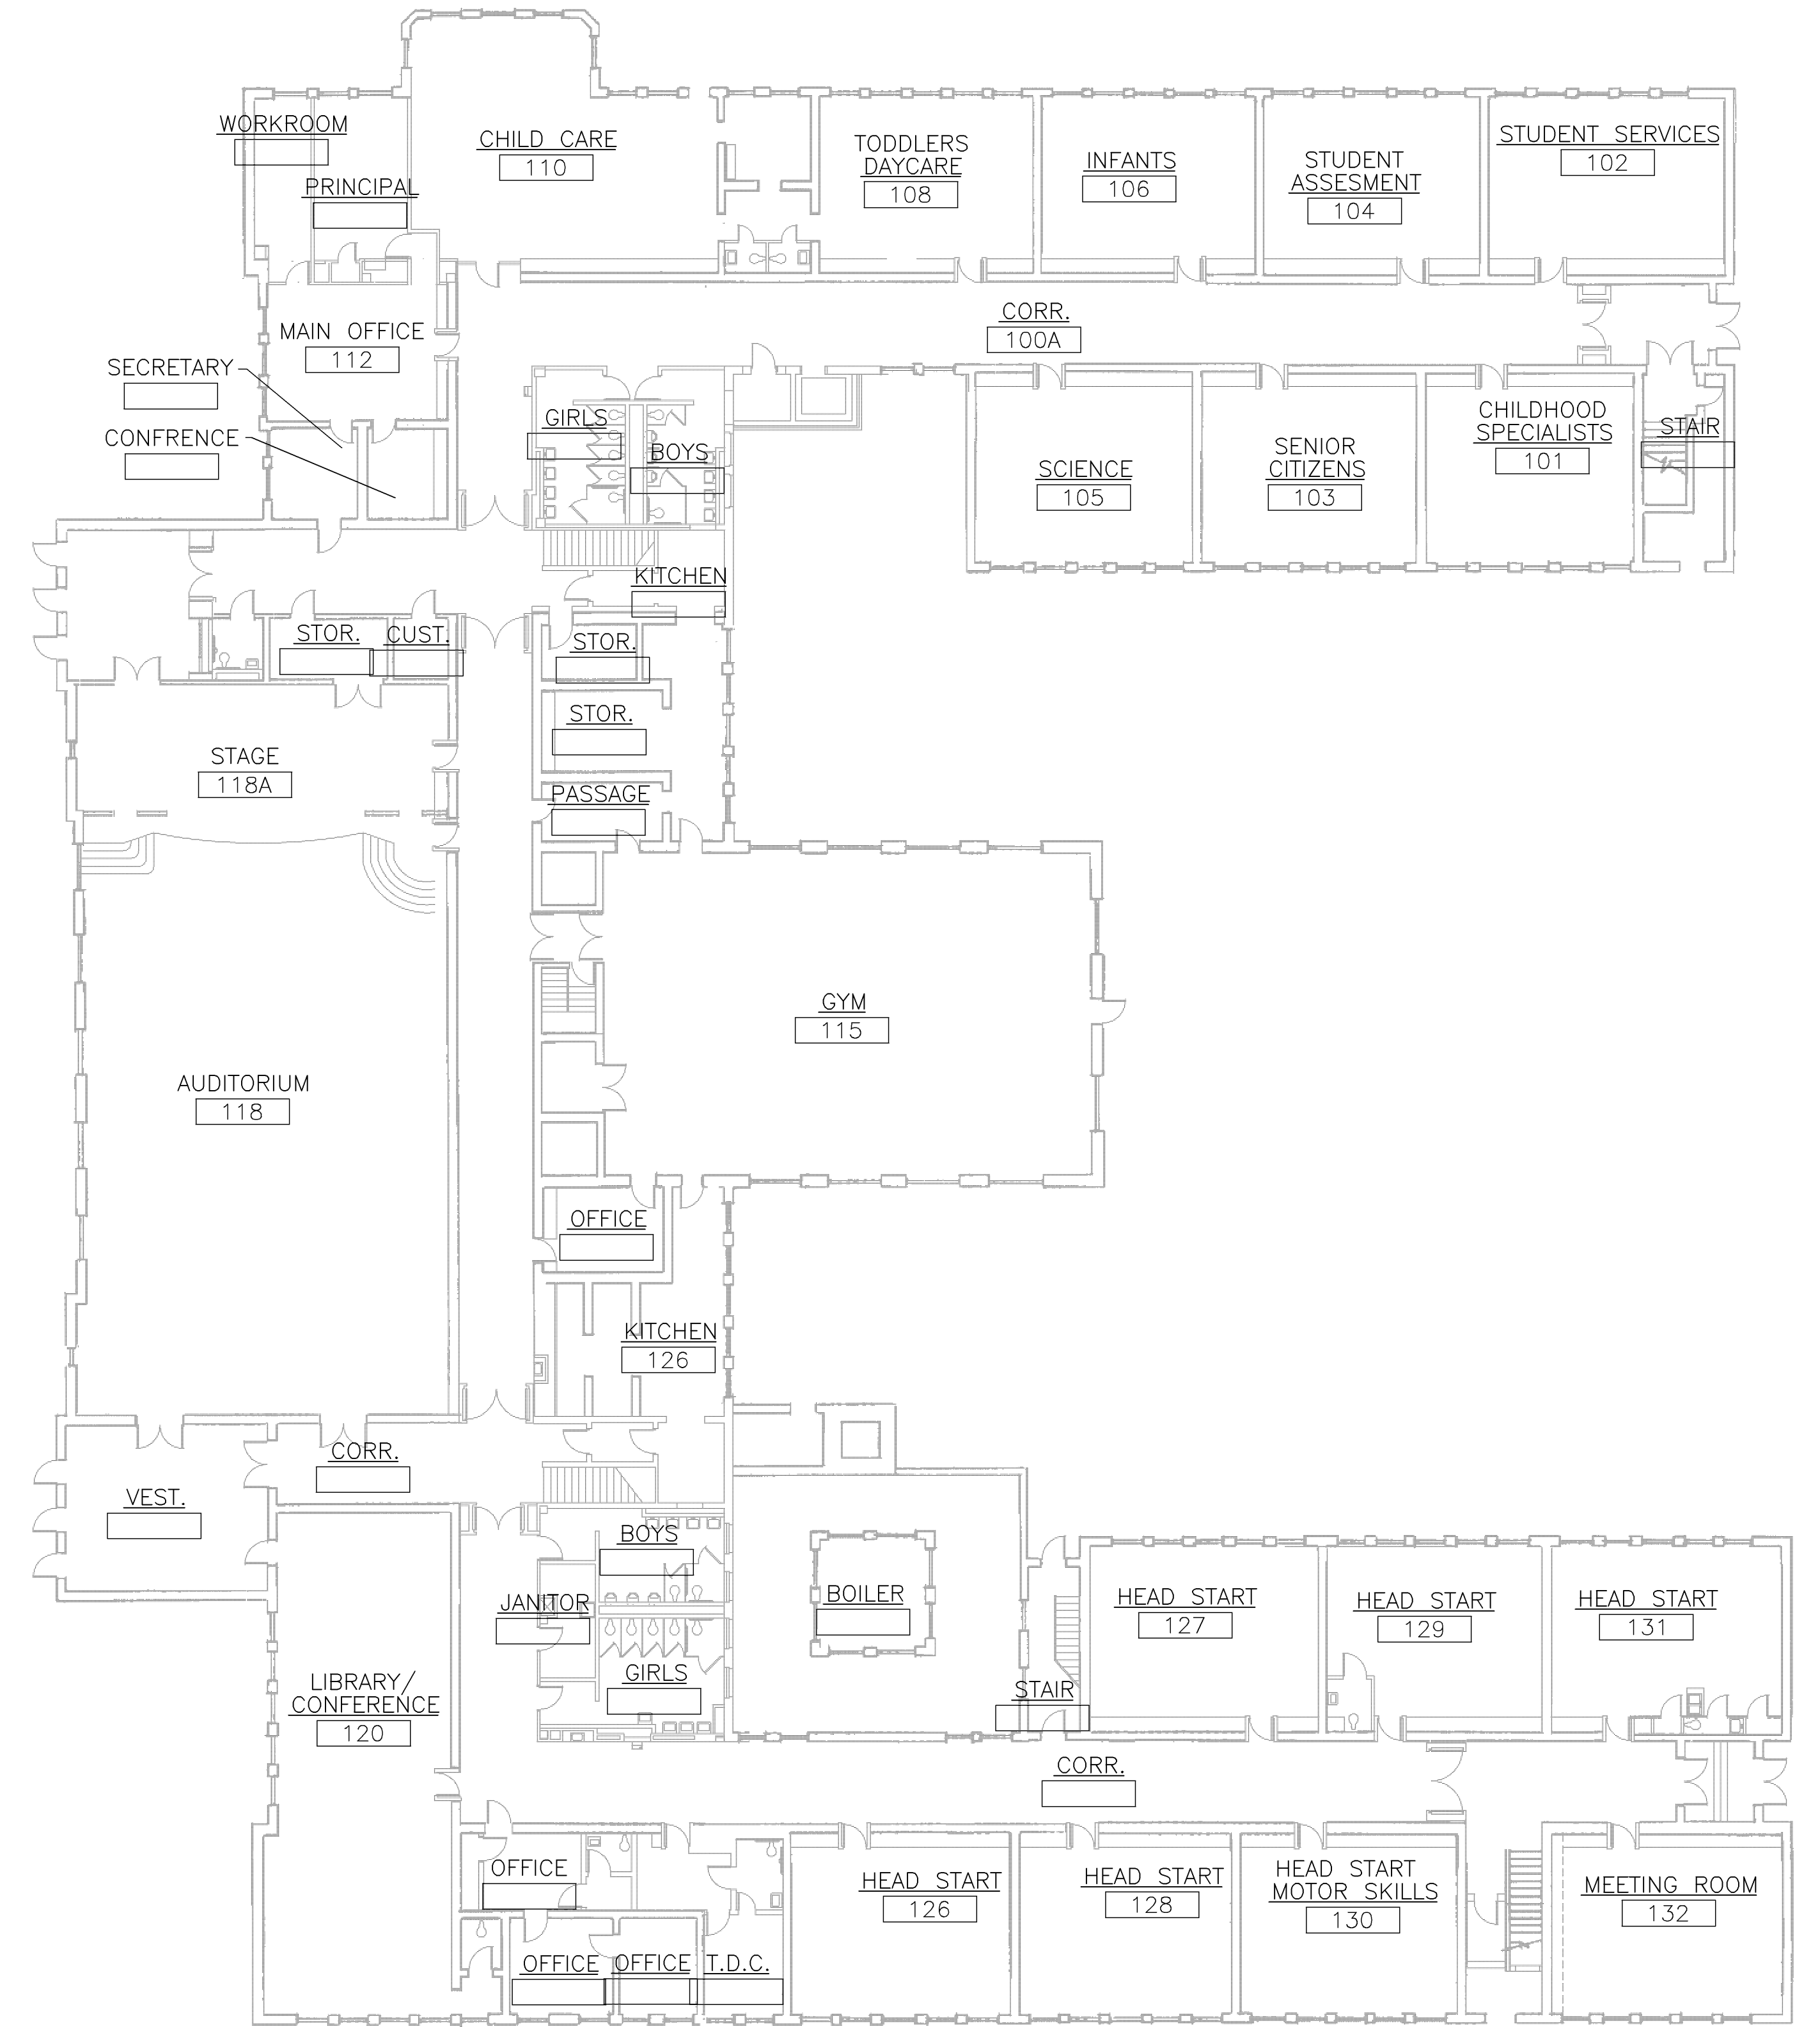 WORKROOM
CHILD CARE
110
TODDLERS
DAYCARE
108
INFANTS
106
STUDENT
ASSESMENT
104
STUDENT SERVICES
102
PRINCIPAL
CORR.
100A
MAIN OFFICE
112
SECRETARY
CONFRENCE
GIRLS
BOYS
SCIENCE
105
SENIOR
CITIZENS
103
CHILDHOOD
SPECIALISTS
101
STAIR
KITCHEN
STOR.
CUST.
STOR.
STOR.
STAGE
118A
PASSAGE
GYM
115
AUDITORIUM
118
OFFICE
KITCHEN
126
CORR.
VEST.
BOYS
JANITOR
BOILER
HEAD START
127
HEAD START
129
HEAD START
131
GIRLS
STAIR
LIBRARY/
CONFERENCE
120
CORR.
OFFICE
HEAD START
126
HEAD START
128
HEAD START
MOTOR SKILLS
130
MEETING ROOM
132
OFFICE
OFFICE
T.D.C.